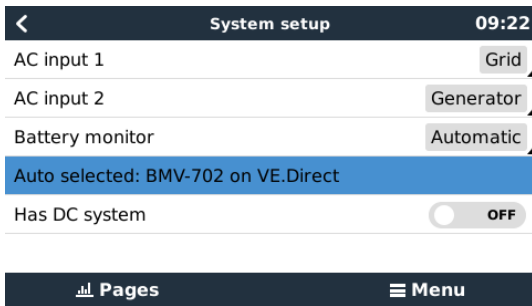 System setup 09:22
AC input 1 Grid
AC input 2 Generator
Battery monitor Automatic
Auto selected: BMV-702 on VE.Direct
Has DC system OFF
Pages Menu